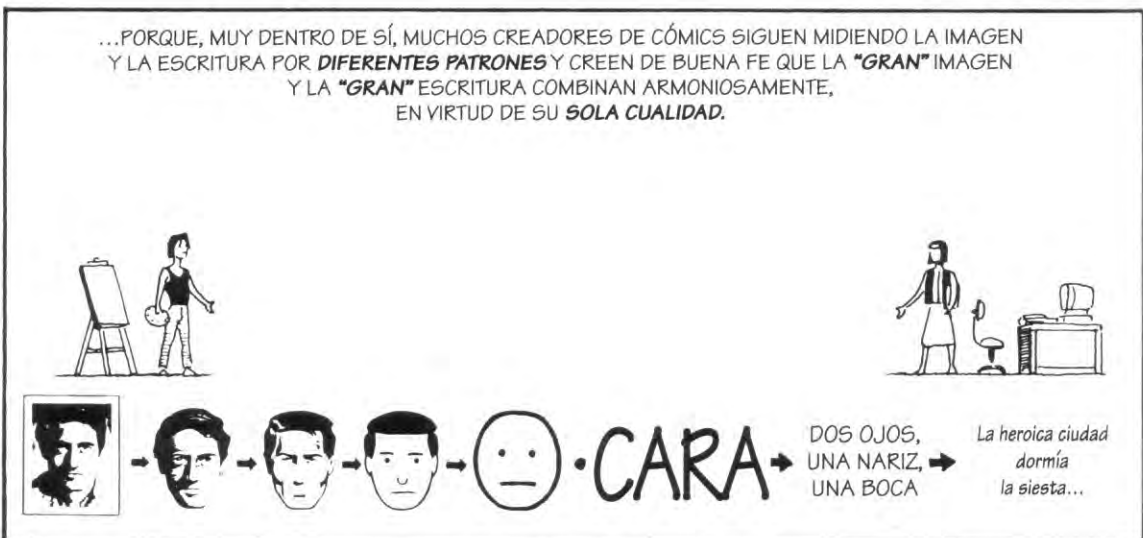 ...PORQUE, MUY DENTRO DE SÍ, MUCHOS CREADORES DE CÓMICS SIGUEN MIDIENDO LA IMAGEN
Y LA ESCRITURA POR DIFERENTES PATRONES Y CREEN DE BUENA FE QUE LA "GRAN" IMAGEN
Y LA "GRAN" ESCRITURA COMBINAN ARMONIOSAMENTE,
EN VIRTUD DE SU SOLA CUALIDAD.
CARA
DOS OJOS,
UNA NARIZ,
UNA BOCA
La heroica ciudad
dormía
la siesta...